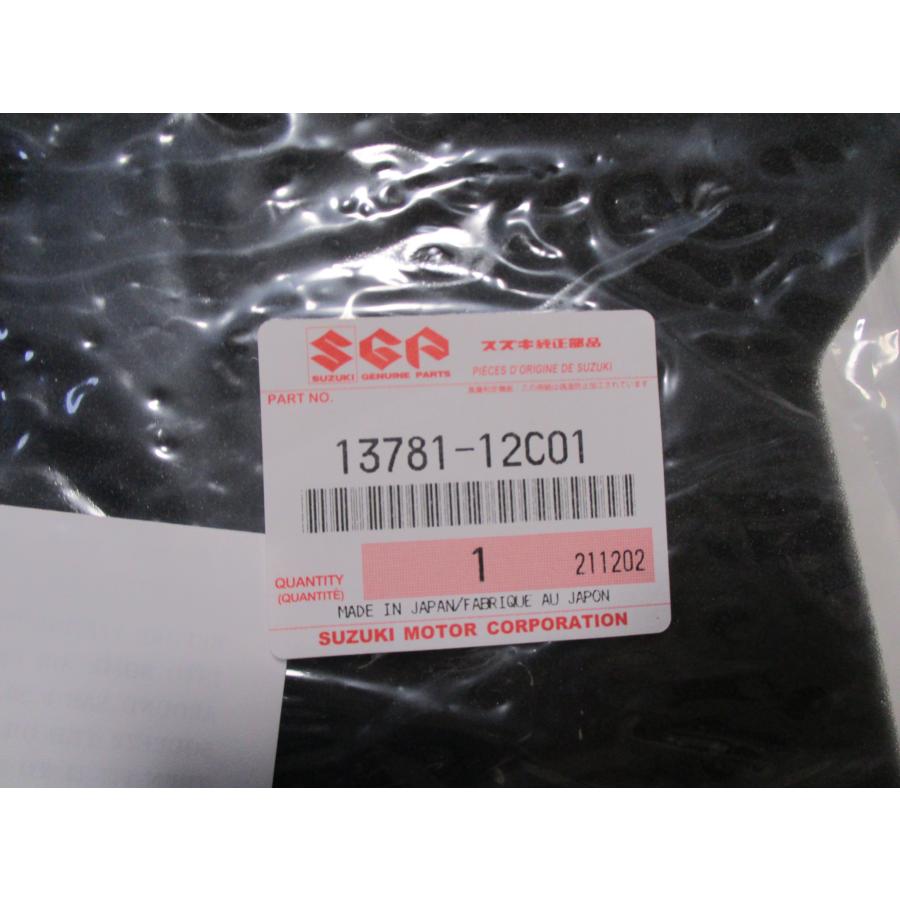 SGP
SUZUKI GENUINE PARTS
スズキ純正部品
PIÈCES D'ORIGINE DE SUZUKI
PART NO.
13781-12C01
QUANTITY
(QUANTITÉ)
1 211202
MADE IN JAPAN/FABRIQUE AU JAPON
SUZUKI MOTOR CORPORATION